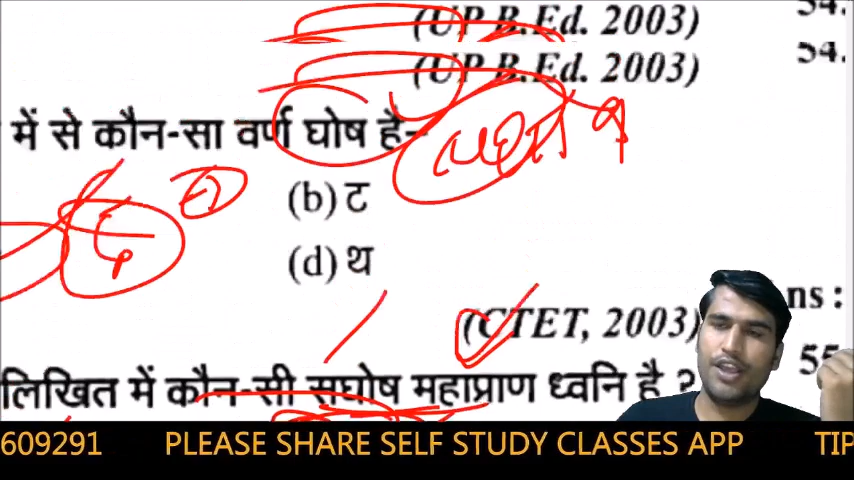 (UP B.Ed. 2003)
54.
(UP B.Ed. 2003)
54.
में से कौन-सा वर्ण घोष है-
(b) ट
(d) थ
(CTET, 2003)
ns :
लिखित में कौन-सी सघोष महाप्राण ध्वनि है ?
55
609291 PLEASE SHARE SELF STUDY CLASSES APP TIP